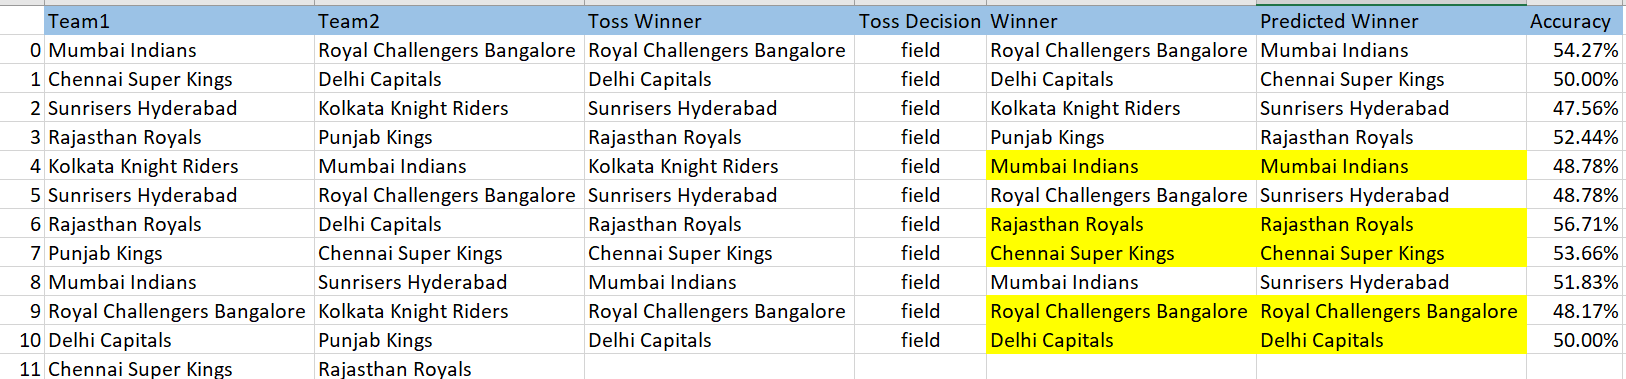 Team1 Team2 Toss Winner Toss Decision Winner Predicted Winner Accuracy
0 Mumbai Indians Royal Challengers Bangalore Royal Challengers Bangalore field Royal Challengers Bangalore Mumbai Indians 54.27%
1 Chennai Super Kings Delhi Capitals Delhi Capitals field Delhi Capitals Chennai Super Kings 50.00%
2 Sunrisers Hyderabad Kolkata Knight Riders Sunrisers Hyderabad field Kolkata Knight Riders Sunrisers Hyderabad 47.56%
3 Rajasthan Royals Punjab Kings Rajasthan Royals field Punjab Kings Rajasthan Royals 52.44%
4 Kolkata Knight Riders Mumbai Indians Kolkata Knight Riders field Mumbai Indians Mumbai Indians 48.78%
5 Sunrisers Hyderabad Royal Challengers Bangalore Sunrisers Hyderabad field Royal Challengers Bangalore Sunrisers Hyderabad 48.78%
6 Rajasthan Royals Delhi Capitals Rajasthan Royals field Rajasthan Royals Rajasthan Royals 56.71%
7 Punjab Kings Chennai Super Kings Chennai Super Kings field Chennai Super Kings Chennai Super Kings 53.66%
8 Mumbai Indians Sunrisers Hyderabad Mumbai Indians field Mumbai Indians Sunrisers Hyderabad 51.83%
9 Royal Challengers Bangalore Kolkata Knight Riders Royal Challengers Bangalore field Royal Challengers Bangalore Royal Challengers Bangalore 48.17%
10 Delhi Capitals Punjab Kings Delhi Capitals field Delhi Capitals Delhi Capitals 50.00%
11 Chennai Super Kings Rajasthan Royals